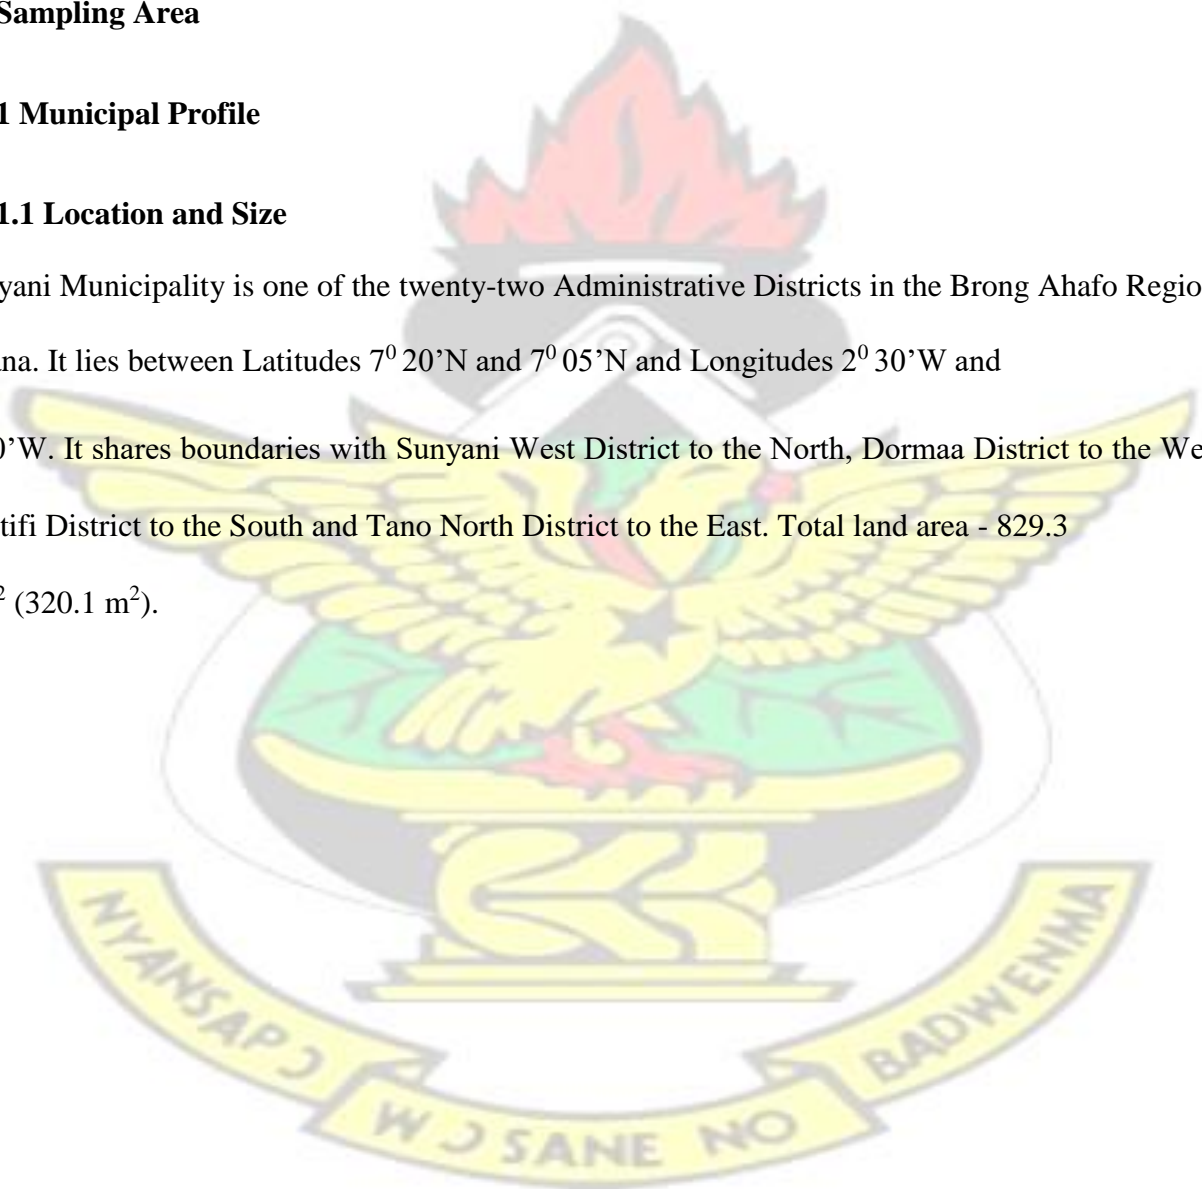 Sampling Area
1 Municipal Profile
1.1 Location and Size
yani Municipality is one of the twenty-two Administrative Districts in the Brong Ahafo Regio
ana. It lies between Latitudes 7⁰ 20’N and 7⁰ 05’N and Longitudes 2⁰ 30’W and
0’W. It shares boundaries with Sunyani West District to the North, Dormaa District to the We
tifi District to the South and Tano North District to the East. Total land area - 829.3
² (320.1 m²).
NYANSAPƆ
WƆSANE NO
BADWENMA